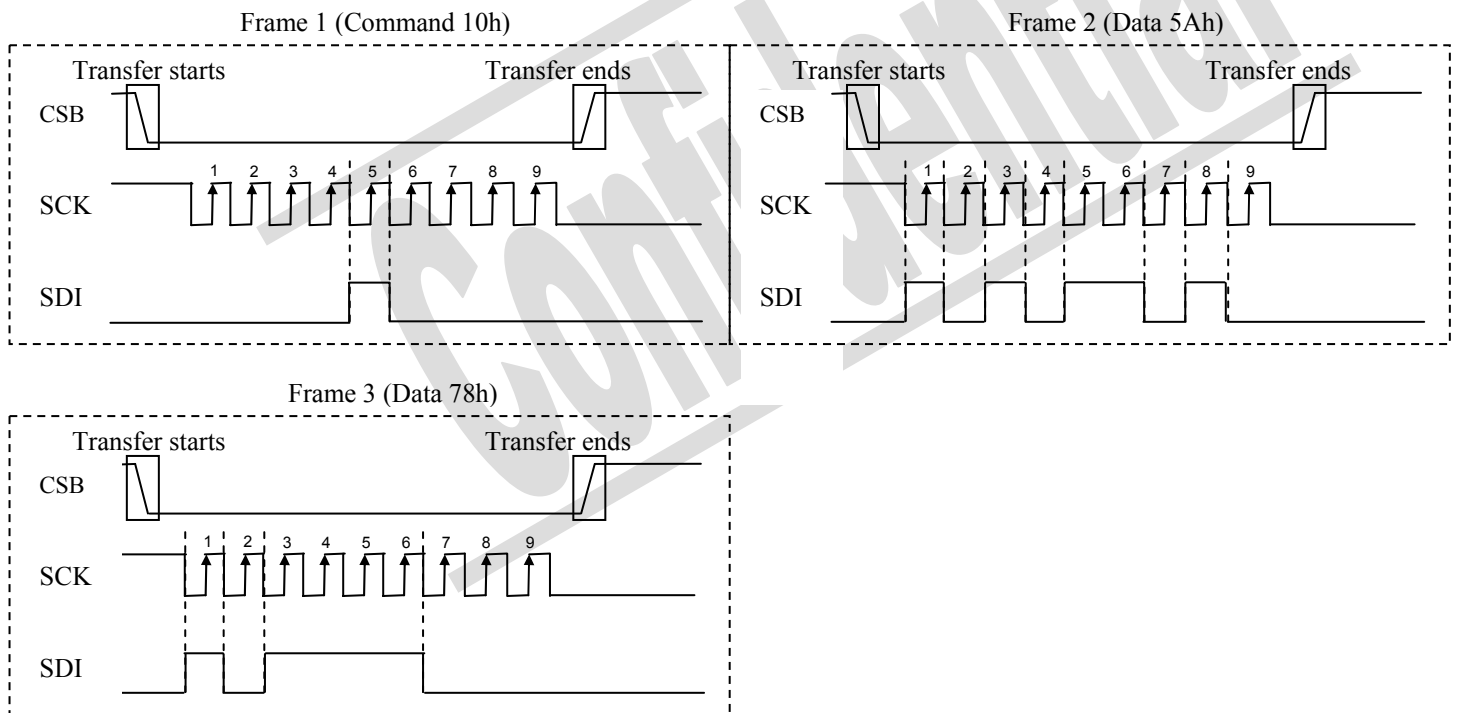 Frame 1 (Command 10h)
Transfer starts Transfer ends
CSB
1 2 3 4 5 6 7 8 9
SCK
SDI
Frame 2 (Data 5Ah)
Transfer starts Transfer ends
CSB
1 2 3 4 5 6 7 8 9
SCK
SDI
Frame 3 (Data 78h)
Transfer starts Transfer ends
CSB
1 2 3 4 5 6 7 8 9
SCK
SDI
Confidential